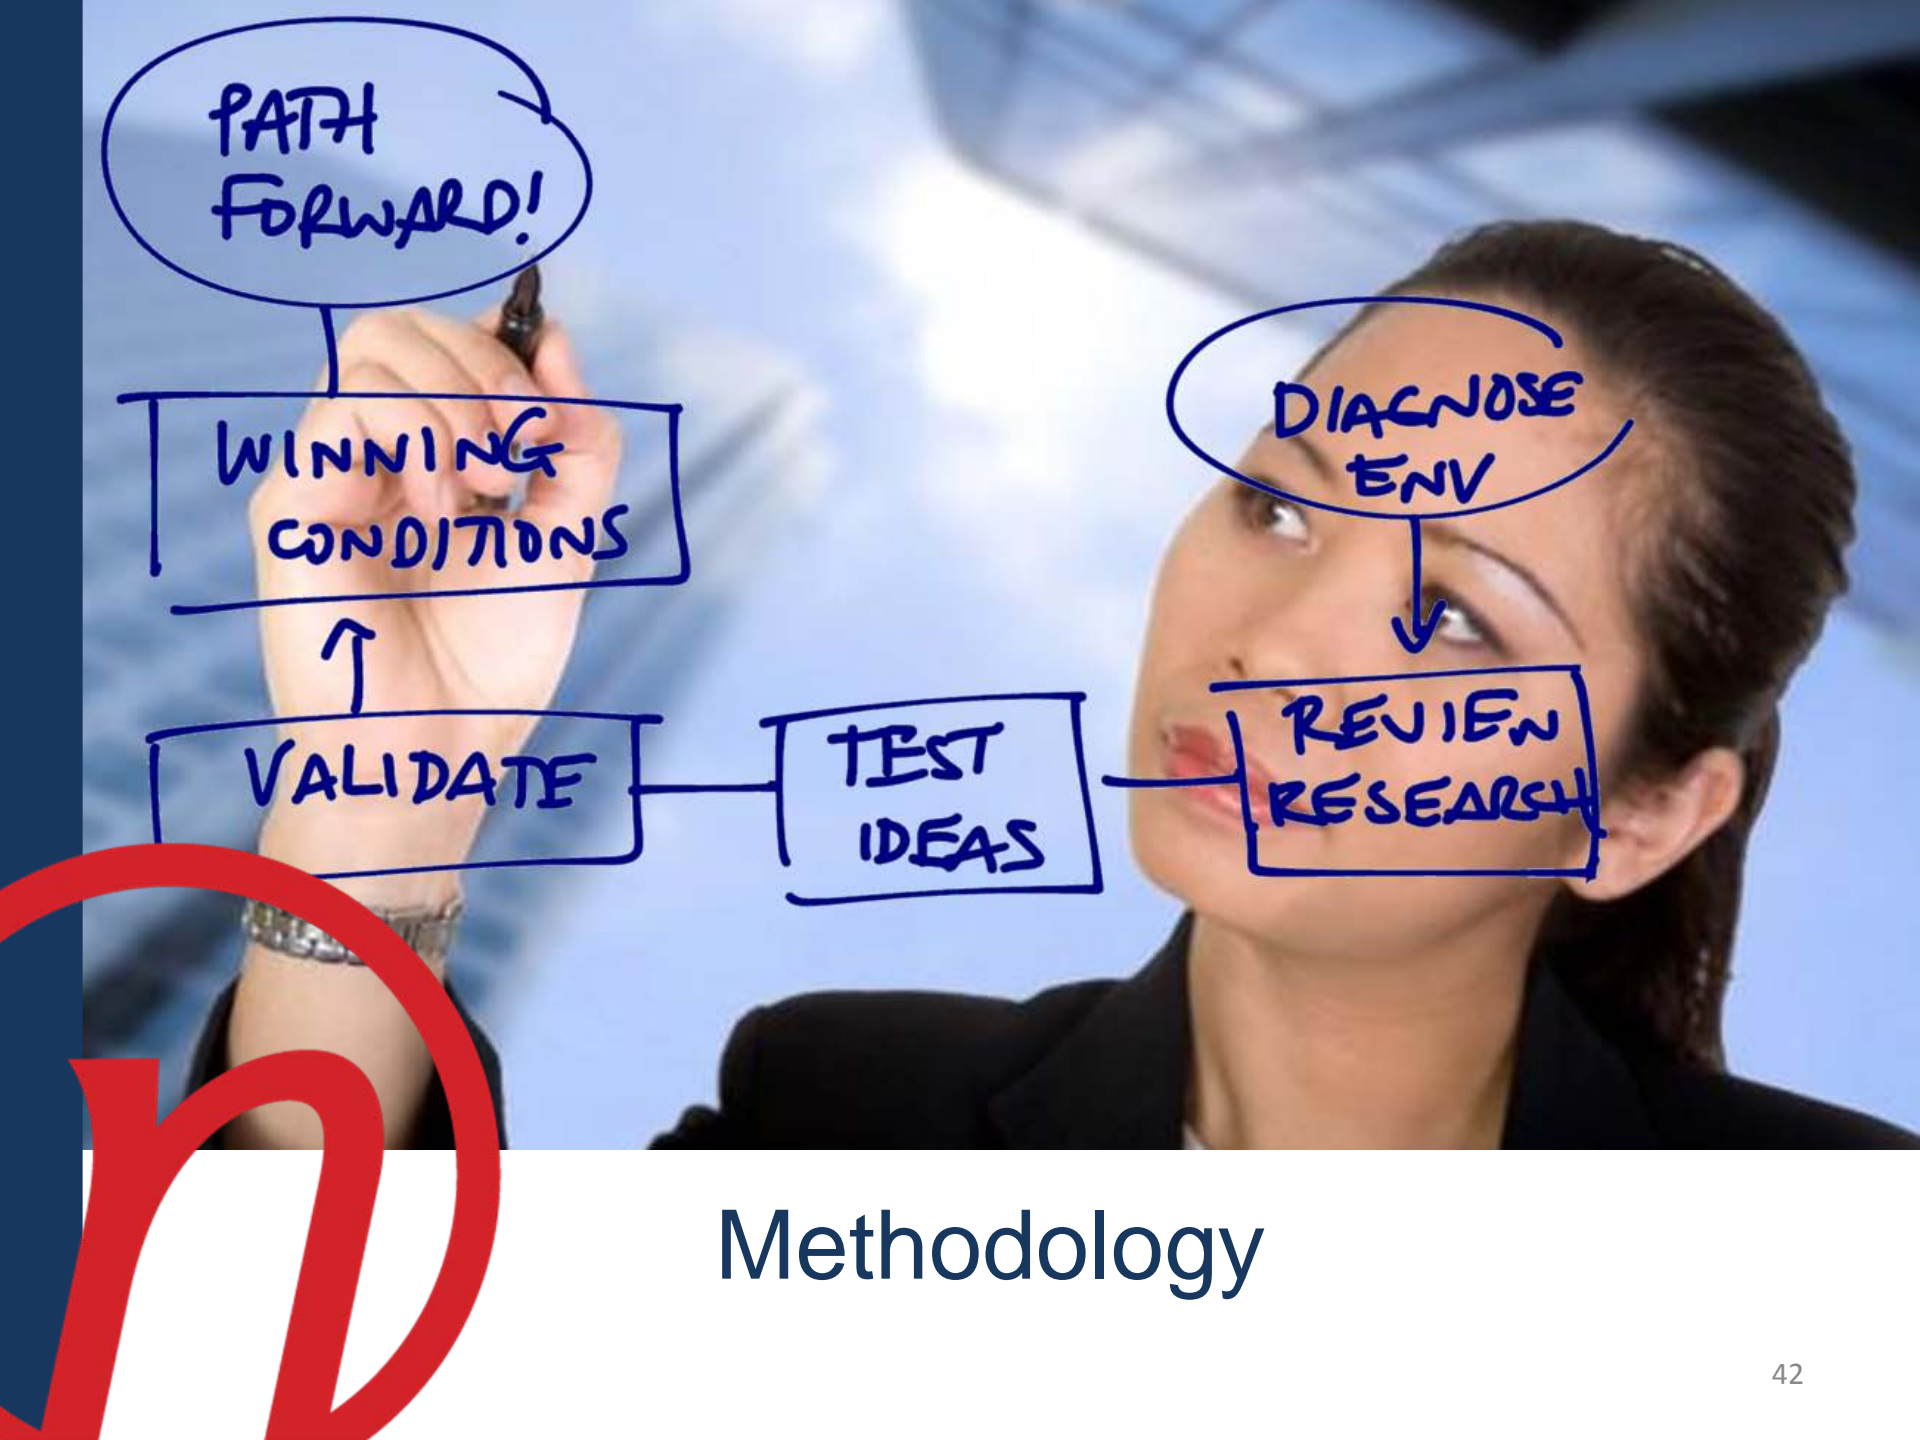 PATH
FORWARD!
DIAGNOSE
ENV
WINNING
CONDITIONS
REVIEW
RESEARCH
TEST
IDEAS
VALIDATE
n
Methodology
42